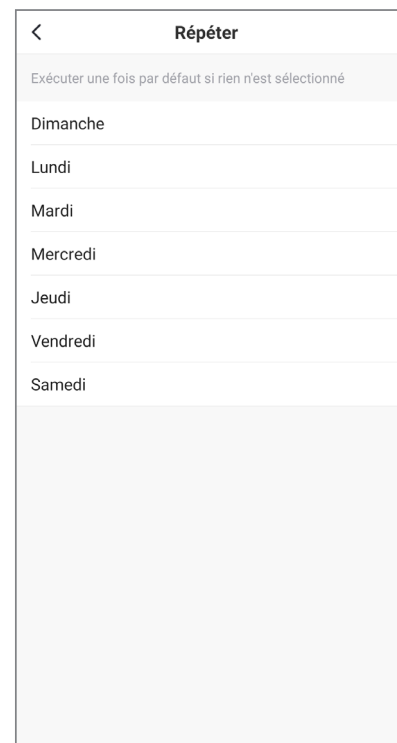 Répéter
Exécuter une fois par défaut si rien n'est sélectionné
Dimanche
Lundi
Mardi
Mercredi
Jeudi
Vendredi
Samedi